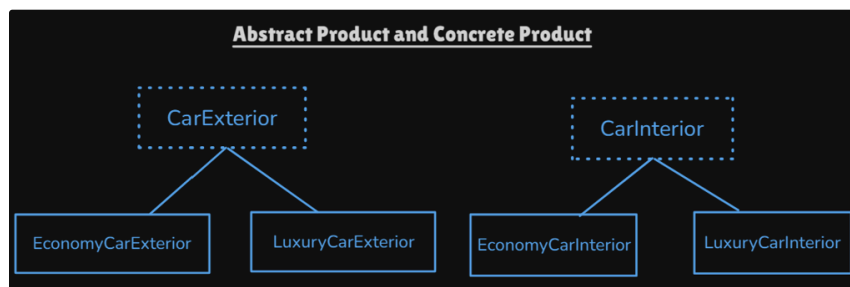 Abstract Product and Concrete Product
CarExterior
CarInterior
EconomyCarExterior
LuxuryCarExterior
EconomyCarInterior
LuxuryCarInterior